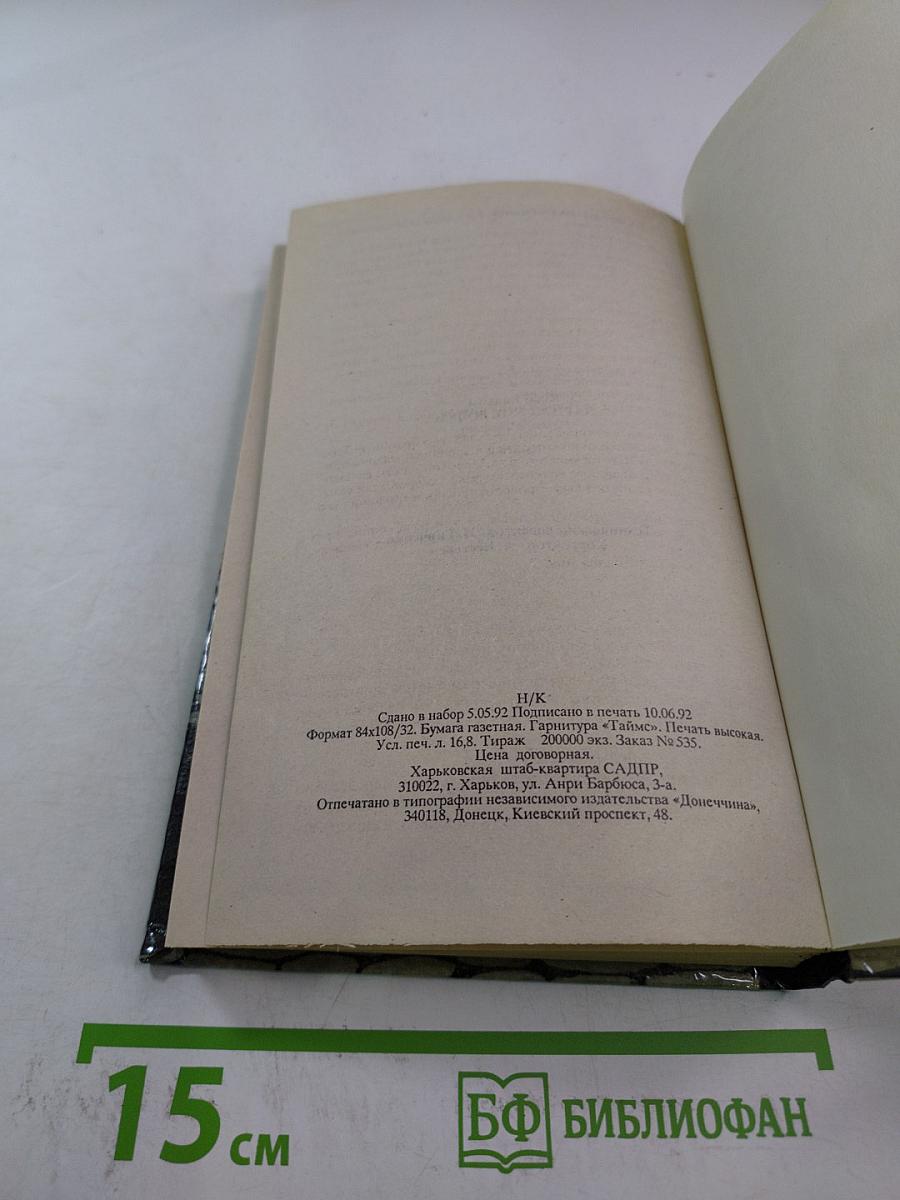 Н/К
Сдано в набор 5.05.92 Подписано в печать 10.06.92
Формат 84х108/32. Бумага газетная. Гарнитура «Таймс». Печать высокая.
Усл. печ. л. 16,8. Тираж 200000 экз. Заказ № 535.
Цена договорная.
Харьковская штаб-квартира САДПР,
310022, г. Харьков, ул. Анри Барбюса, 3-а.
Отпечатано в типографии независимого издательства «Донеччина»,
340118, Донецк, Киевский проспект, 48.
15 см
БФ БИБЛИОФАН